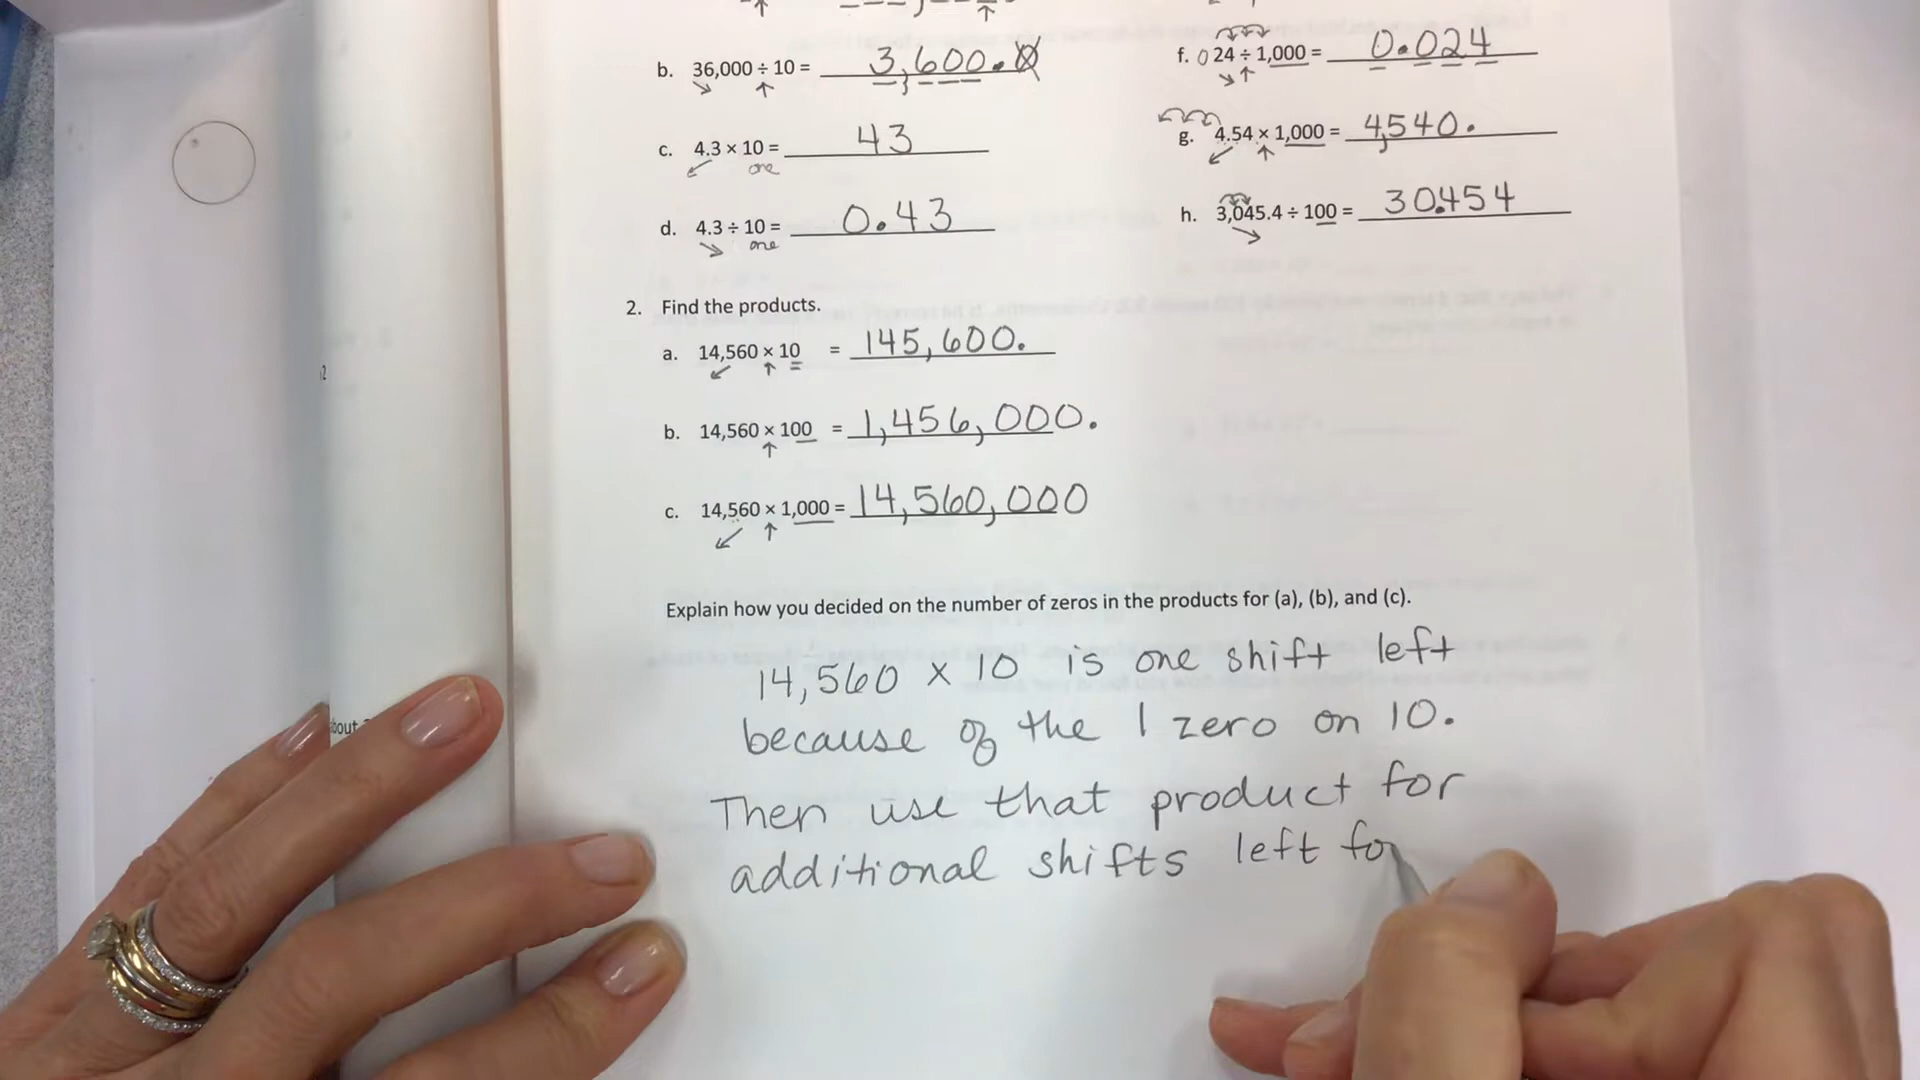 b. 36,000 ÷ 10 = 3,600.0
c. 4.3 × 10 = 43
one
d. 4.3 ÷ 10 = 0.43
one
f. 0 24 ÷ 1,000 = 0.024
g. 4.54 × 1,000 = 4,540.
h. 3,045.4 ÷ 100 = 30.454
2. Find the products.
a. 14,560 × 10 = 145,600.
b. 14,560 × 100 = 1,456,000.
c. 14,560 × 1,000 = 14,560,000
Explain how you decided on the number of zeros in the products for (a), (b), and (c).
14,560 × 10 is one shift left
because of the 1 zero on 10.
Then use that product for
additional shifts left for
2
bout